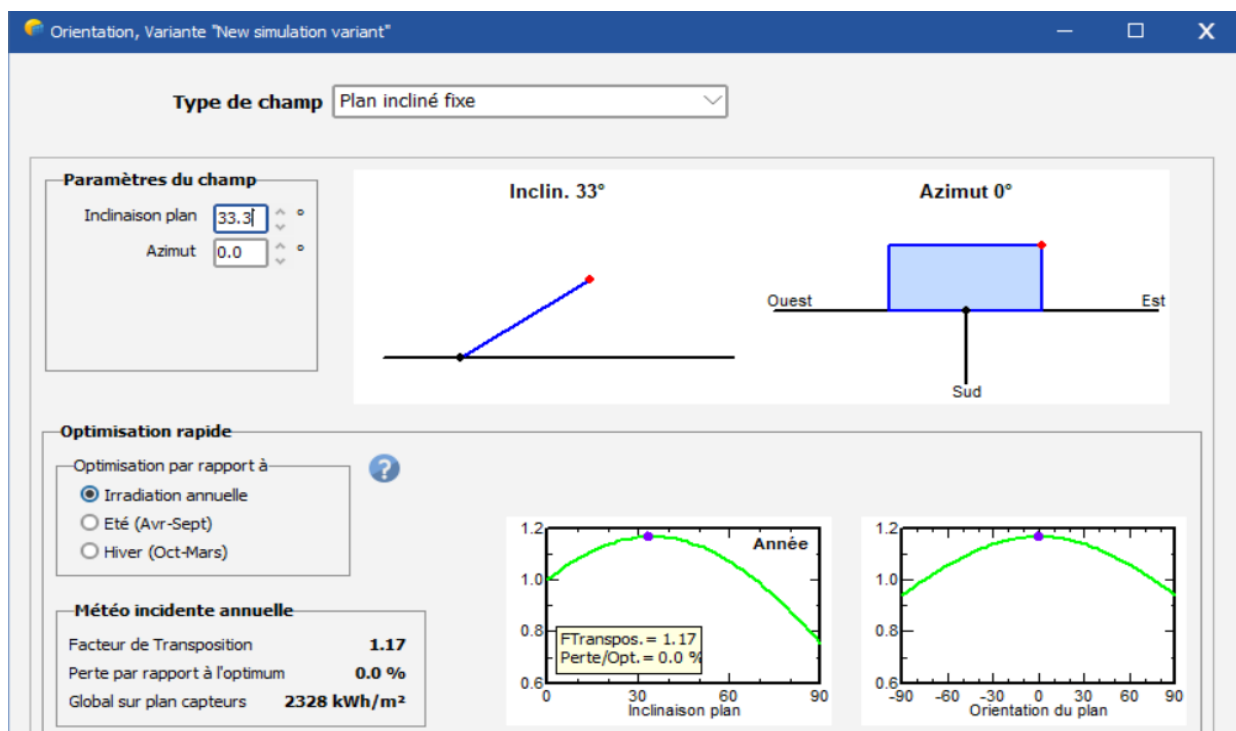 Orientation, Variante "New simulation variant"
Type de champ Plan incliné fixe
Paramètres du champ
Inclinaison plan 33.3 °
Azimut 0.0 °
Inclin. 33°
Azimut 0°
Ouest
Est
Sud
Optimisation rapide
Optimisation par rapport à
Irradiation annuelle
Eté (Avr-Sept)
Hiver (Oct-Mars)
?
Météo incidente annuelle
Facteur de Transposition 1.17
Perte par rapport à l'optimum 0.0 %
Global sur plan capteurs 2328 kWh/m²
1.2
1.0
0.8
0.6
Année
FTranspos.= 1.17
Perte/Opt.= 0.0 %
0 30 60 90
Inclinaison plan
1.2
1.0
0.8
0.6
-90 -60 -30 0 30 60 90
Orientation du plan